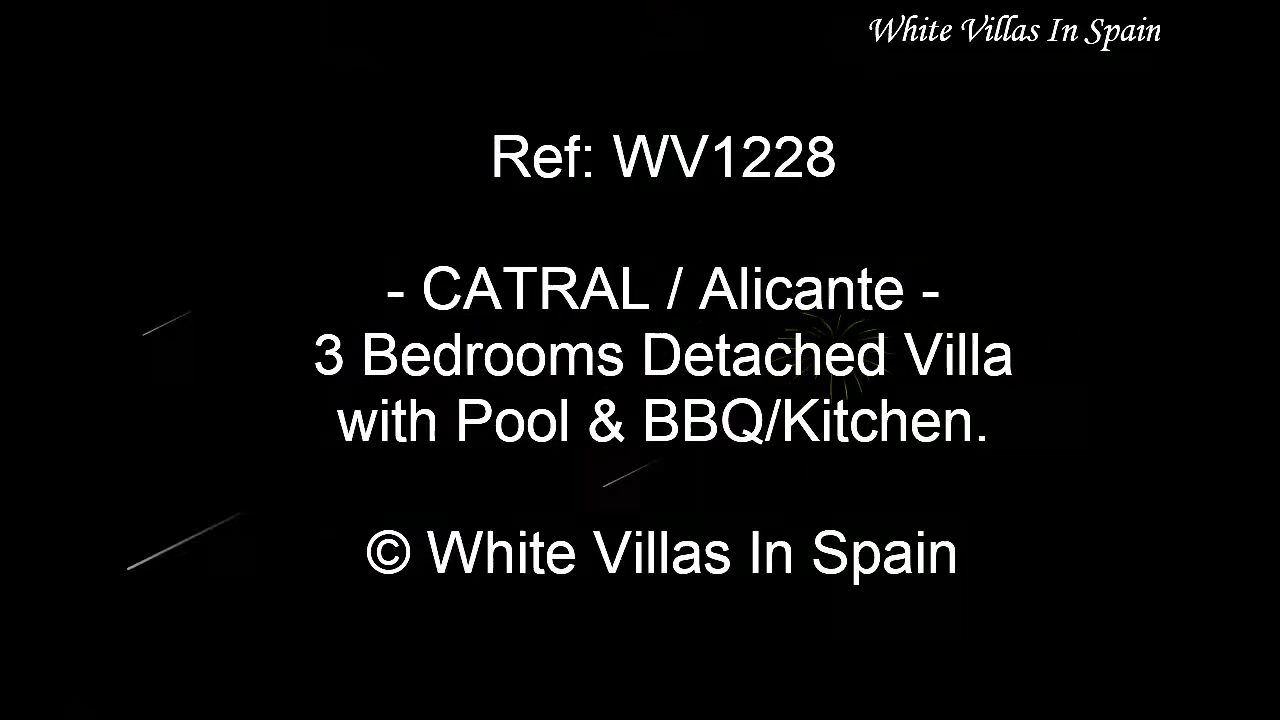 White Villas In Spain
Ref: WV1228
- CATRAL / Alicante -
3 Bedrooms Detached Villa
with Pool & BBQ/Kitchen.
© White Villas In Spain